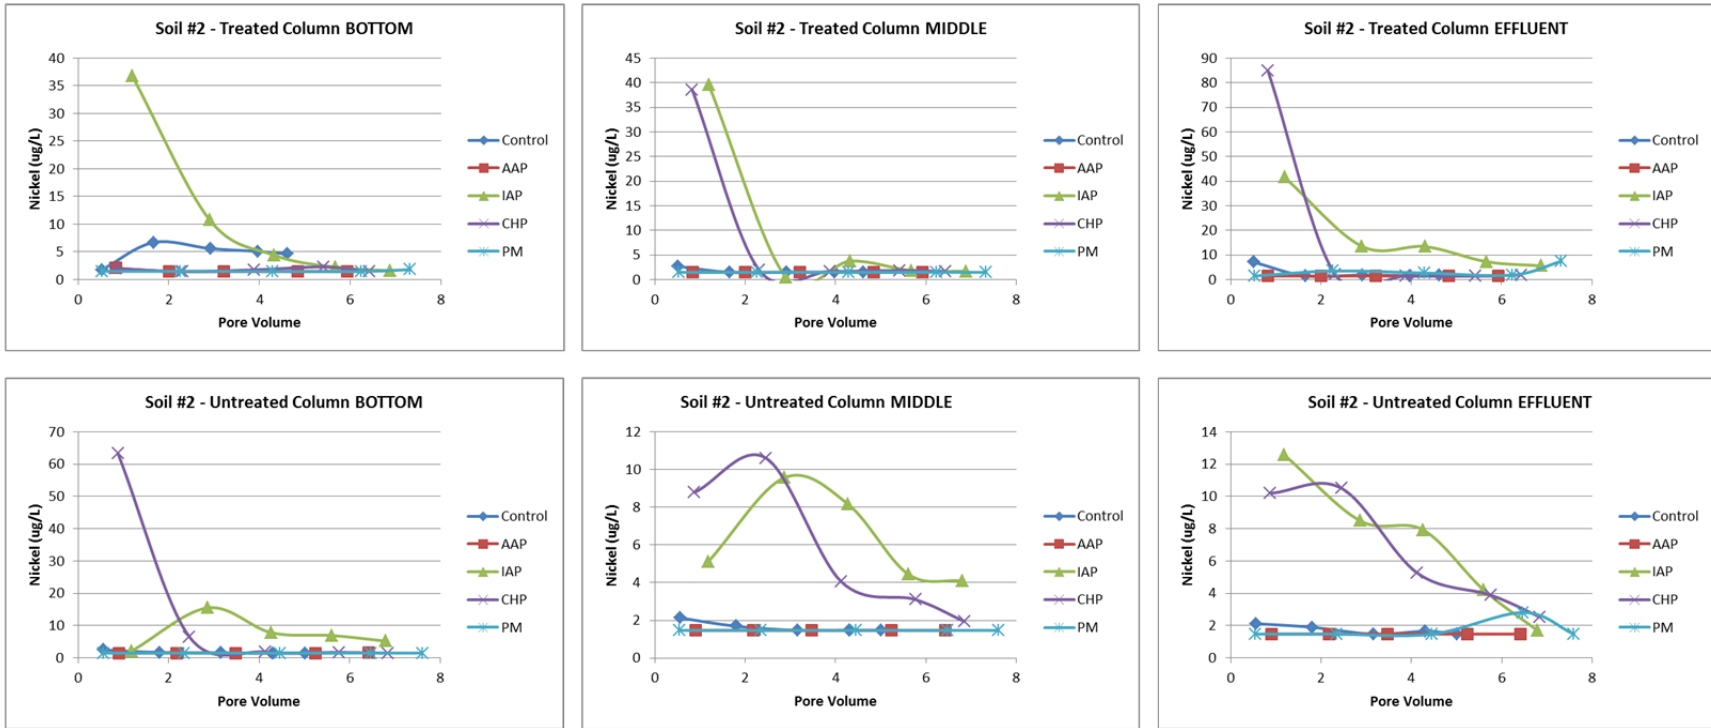 Soil #2 - Treated Column BOTTOM
Nickel (ug/L)
40
35
30
25
20
15
10
5
0
0 2 4 6 8
Pore Volume
Control
AAP
IAP
CHP
PM
Soil #2 - Treated Column MIDDLE
Nickel (ug/L)
45
40
35
30
25
20
15
10
5
0
0 2 4 6 8
Pore Volume
Control
AAP
IAP
CHP
PM
Soil #2 - Treated Column EFFLUENT
Nickel (ug/L)
90
80
70
60
50
40
30
20
10
0
0 2 4 6 8
Pore Volume
Control
AAP
IAP
CHP
PM
Soil #2 - Untreated Column BOTTOM
Nickel (ug/L)
70
60
50
40
30
20
10
0
0 2 4 6 8
Pore Volume
Control
AAP
IAP
CHP
PM
Soil #2 - Untreated Column MIDDLE
Nickel (ug/L)
12
10
8
6
4
2
0
0 2 4 6 8
Pore Volume
Control
AAP
IAP
CHP
PM
Soil #2 - Untreated Column EFFLUENT
Nickel (ug/L)
14
12
10
8
6
4
2
0
0 2 4 6 8
Pore Volume
Control
AAP
IAP
CHP
PM